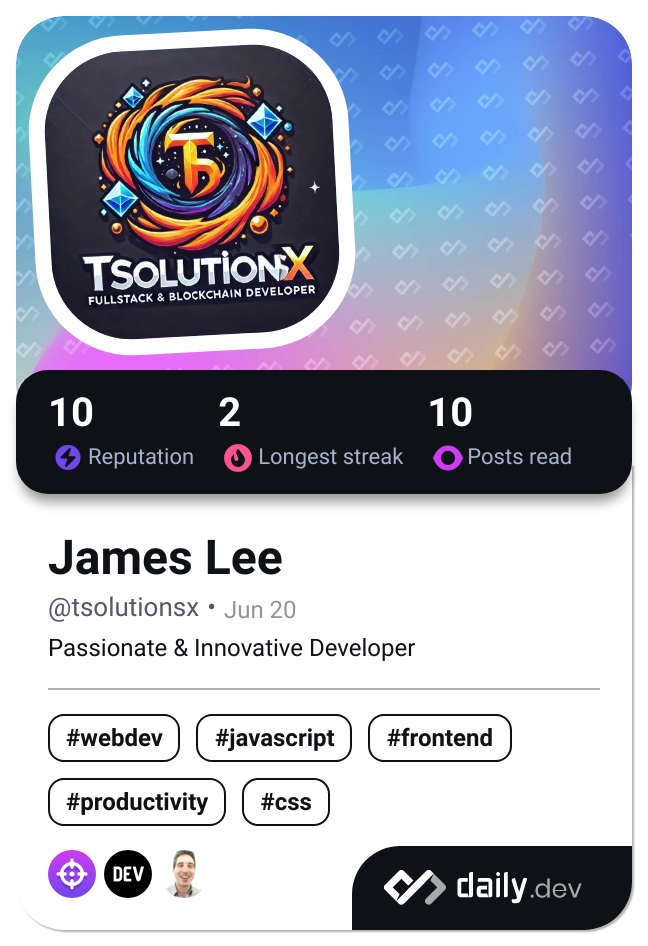 TB
TSOLUTIONSX
FULLSTACK & BLOCKCHAIN DEVELOPER
10 2 10
Reputation Longest streak Posts read
James Lee
@tsolutionsx • Jun 20
Passionate & Innovative Developer
#webdev #javascript #frontend
#productivity #css
DEV
daily.dev